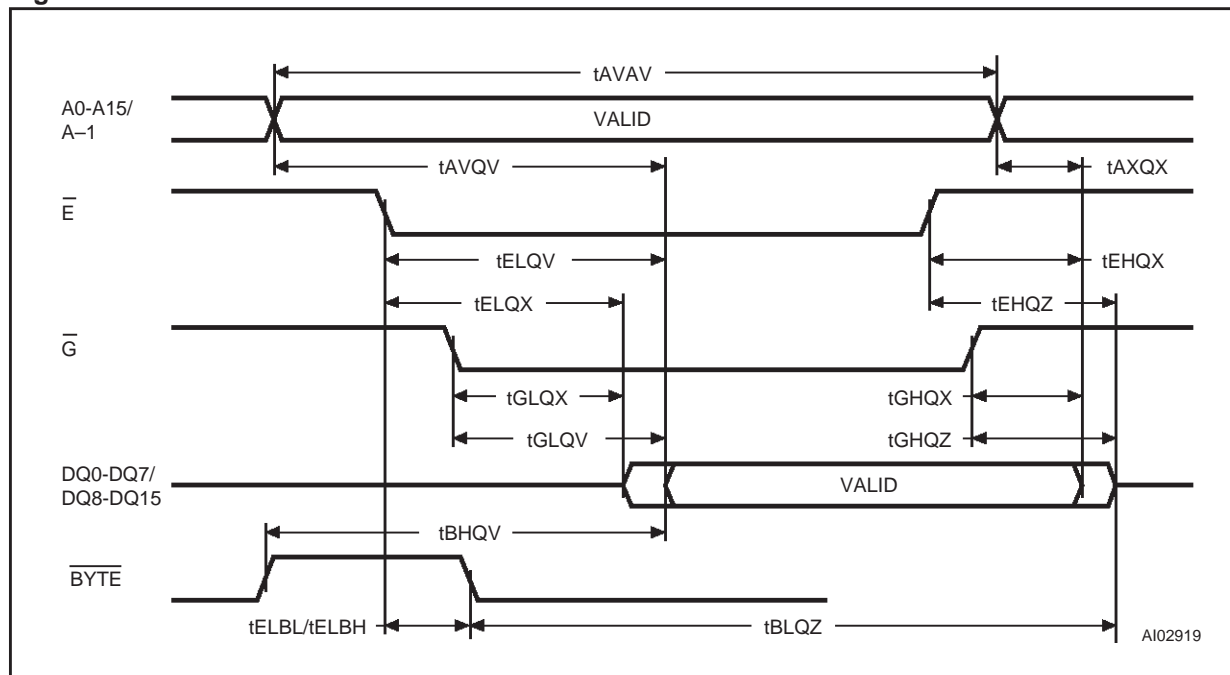 tAVAV
A0-A15/
A–1
VALID
tAVQV
tAXQX
E
tELQV
tEHQX
tELQX
tEHQZ
G
tGLQX
tGHQX
tGLQV
tGHQZ
DQ0-DQ7/
DQ8-DQ15
VALID
tBHQV
BYTE
tELBL/tELBH
tBLQZ
AI02919